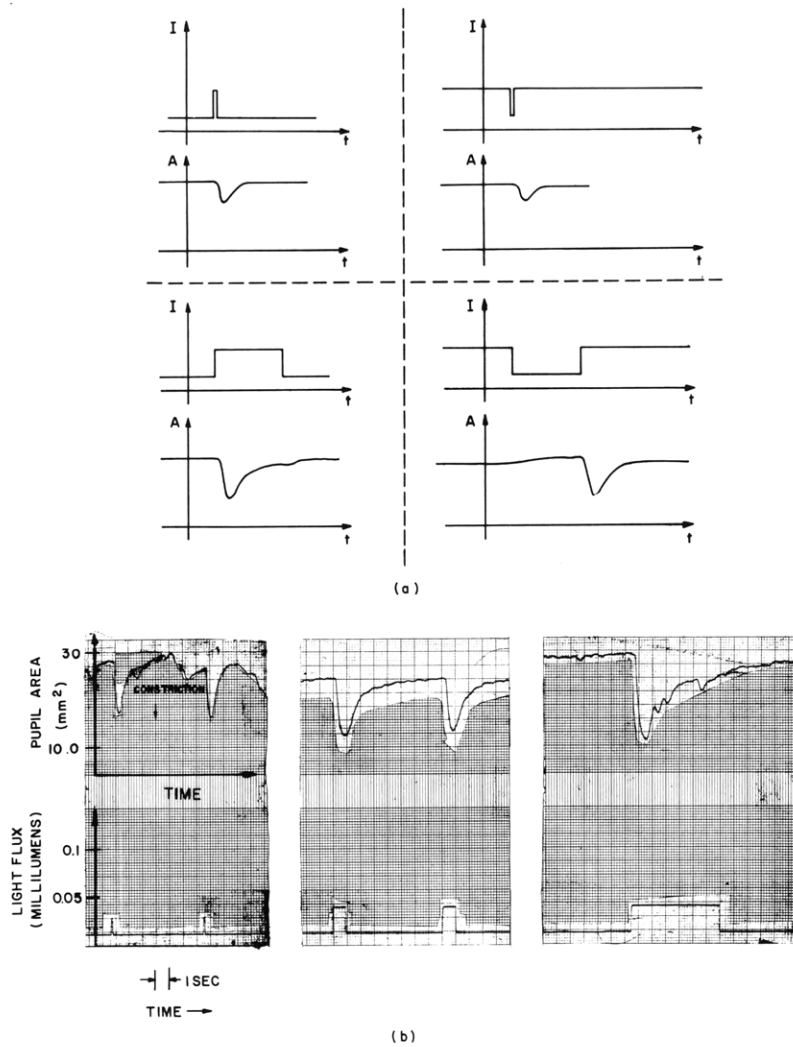 I
t
A
t
I
t
A
t
I
t
A
t
I
t
A
t
(a)
PUPIL AREA
(mm²)
30
10.0
CONSTRICTION
TIME
LIGHT FLUX
(MILLILUMENS)
0.1
0.05
1 SEC
TIME
(b)